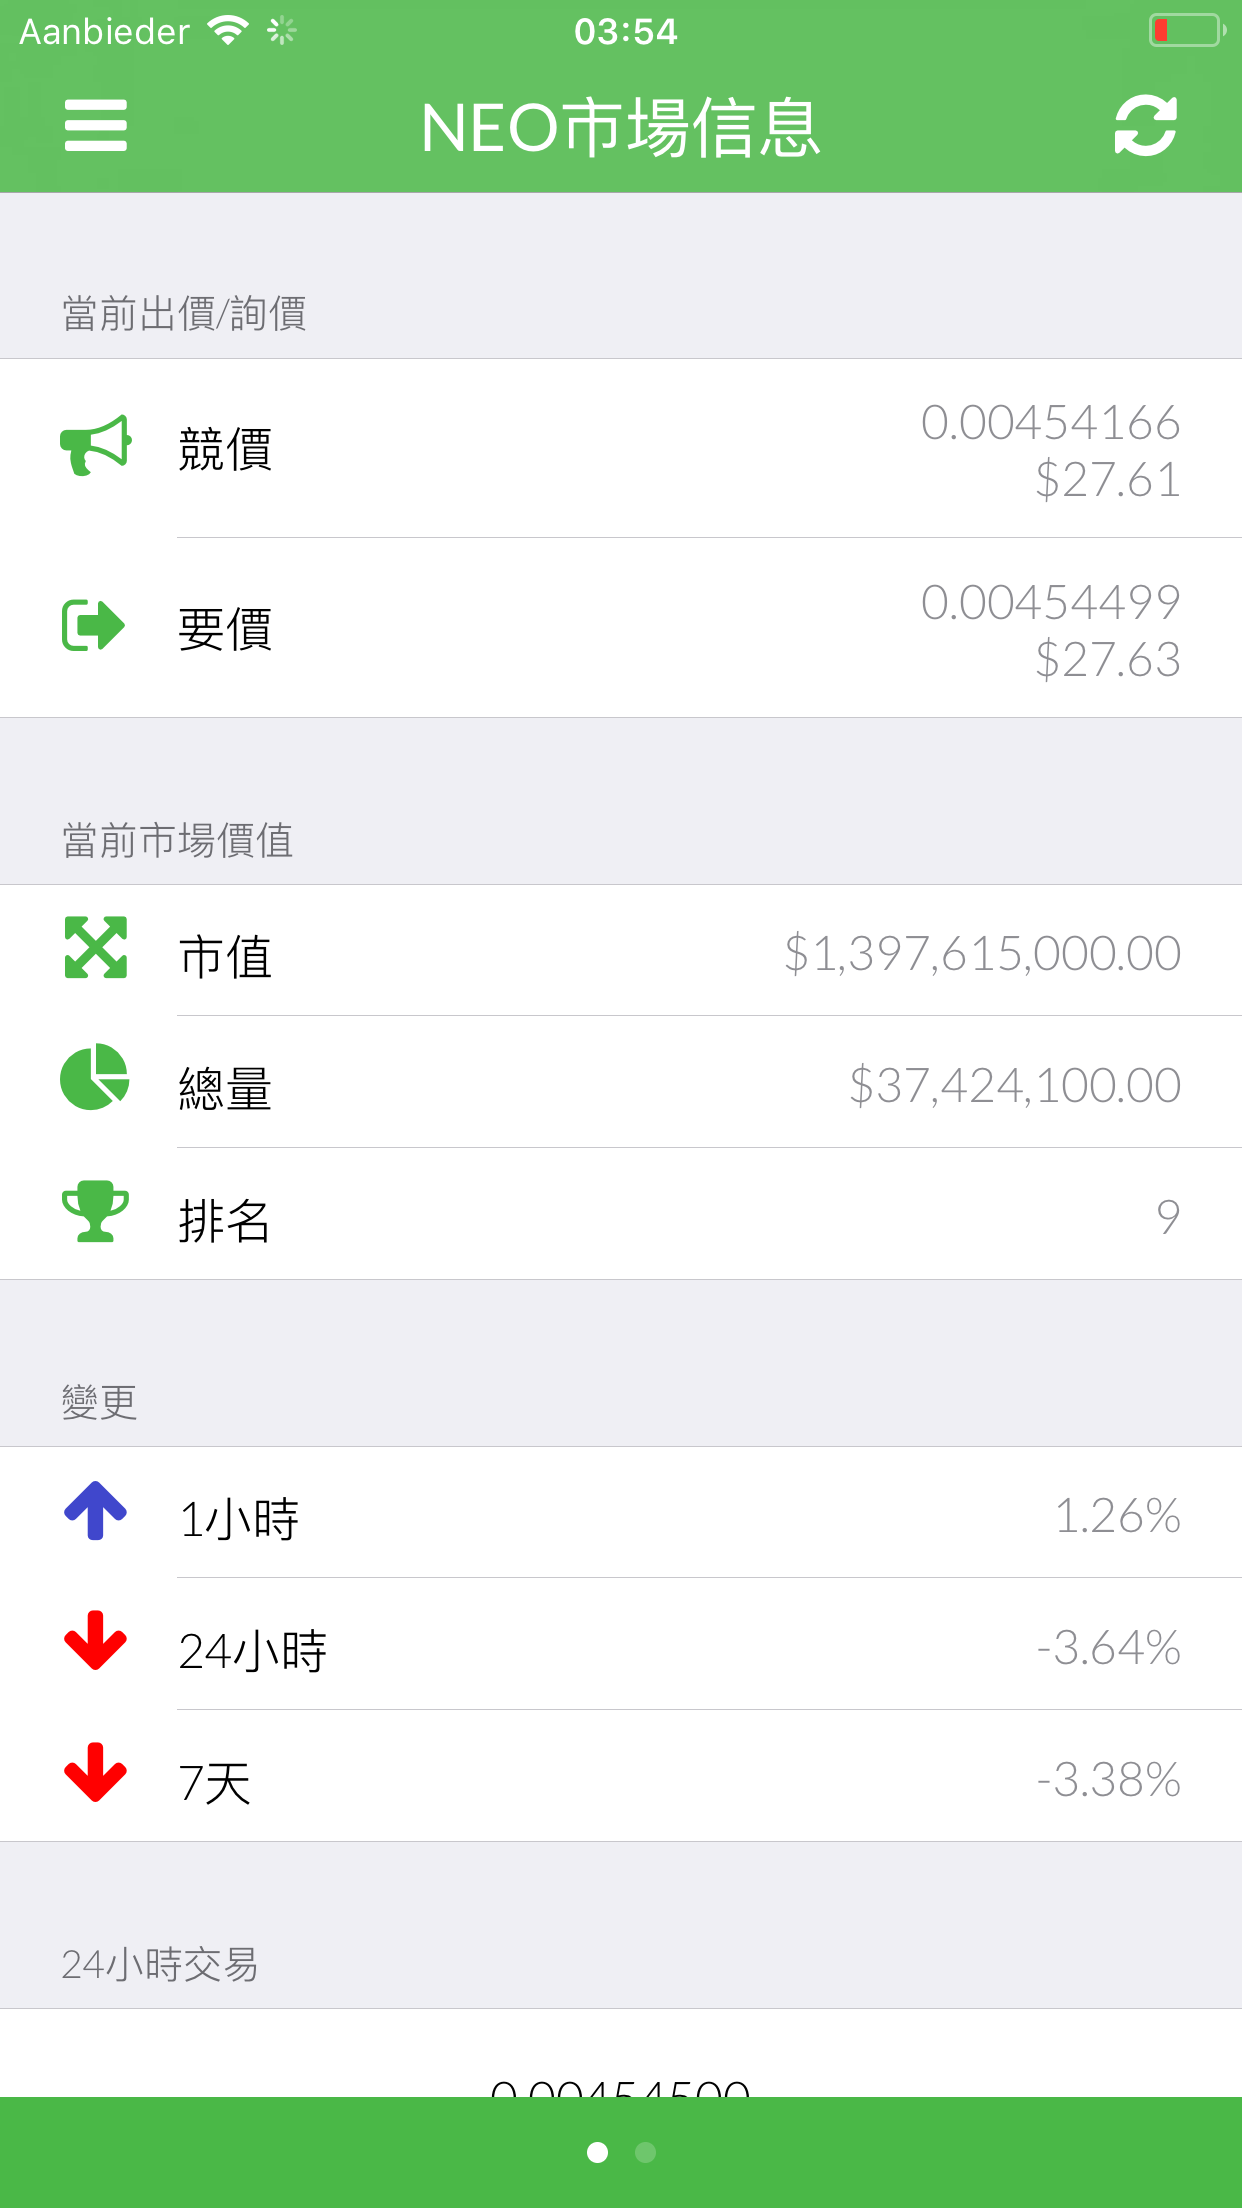 Aanbieder 03:54
NEO市場信息
當前出價/詢價
競價 0.00454166
$27.61
要價 0.00454499
$27.63
當前市場價值
市值 $1,397,615,000.00
總量 $37,424,100.00
排名 9
變更
1小時 1.26%
24小時 -3.64%
7天 -3.38%
24小時交易
0.00454500